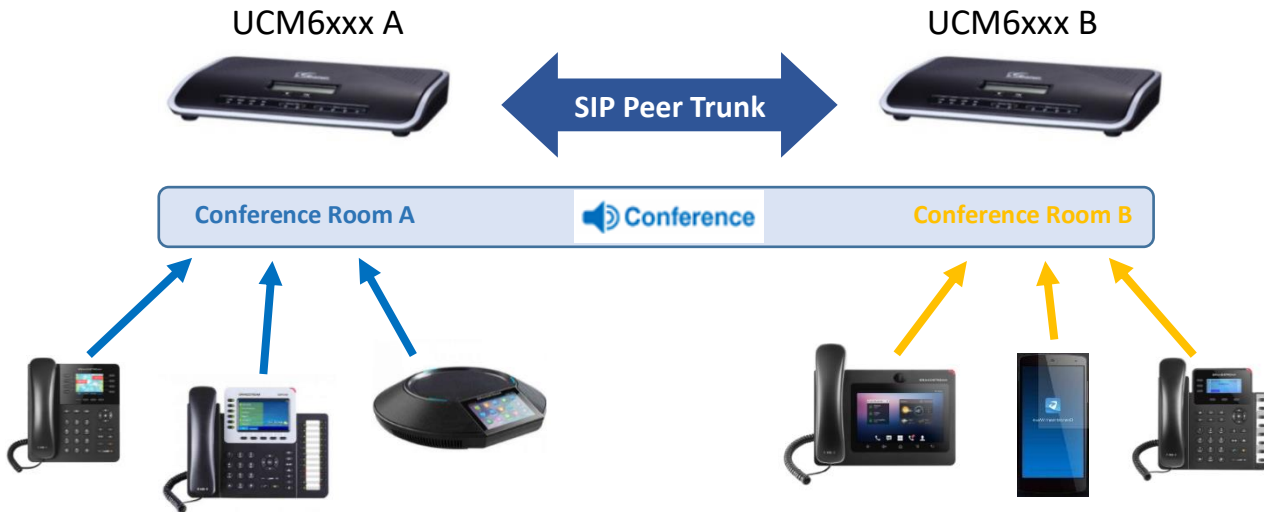 UCM6xxx A
UCM6xxx B
SIP Peer Trunk
Conference Room A
Conference
Conference Room B